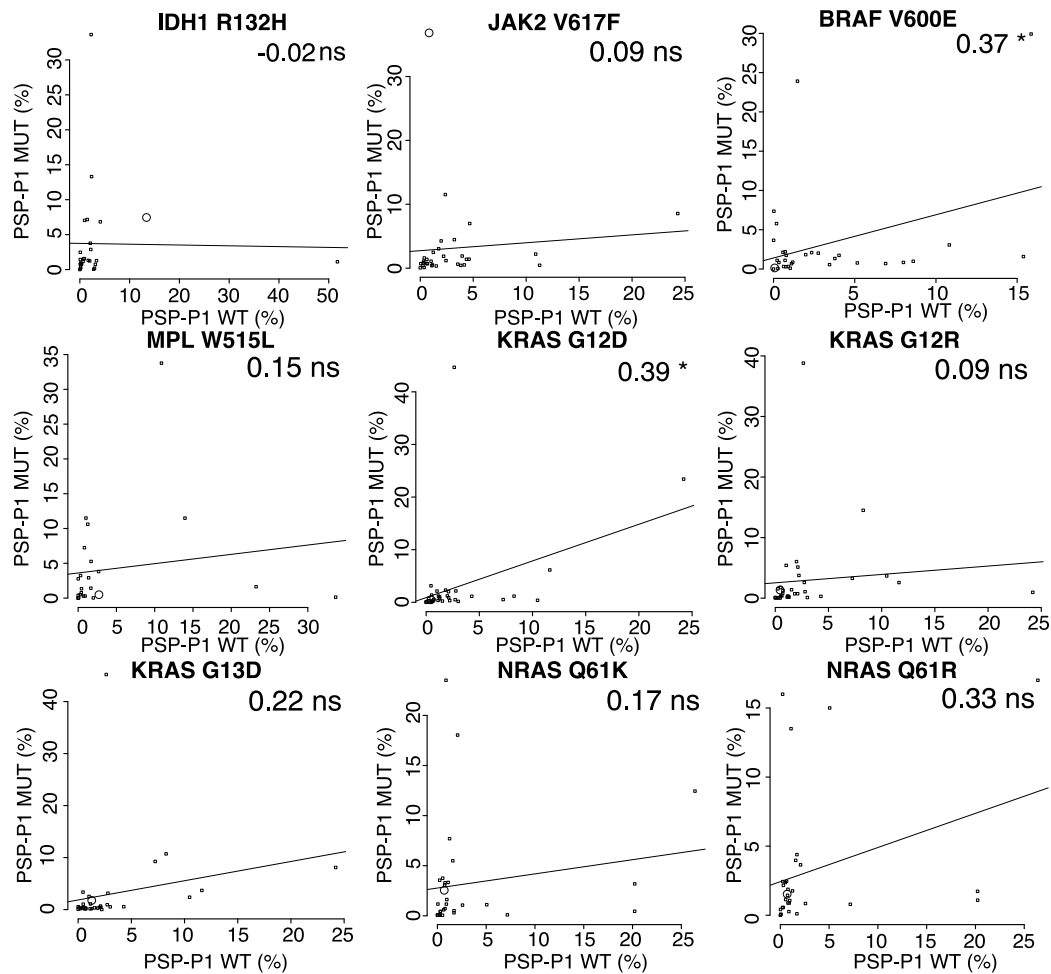 IDH1 R132H
-0.02 ns
PSP-P1 MUT (%)
0 5 10 15 20 25 30
0 10 20 30 40 50
PSP-P1 WT (%)
JAK2 V617F
0.09 ns
PSP-P1 MUT (%)
0 10 20 30
0 5 10 15 20 25
PSP-P1 WT (%)
BRAF V600E
0.37 *
PSP-P1 MUT (%)
0 5 10 15 20 25 30
0 5 10 15
PSP-P1 WT (%)
MPL W515L
0.15 ns
PSP-P1 MUT (%)
0 5 10 15 20 25 30 35
0 5 10 15 20 25 30
PSP-P1 WT (%)
KRAS G12D
0.39 *
PSP-P1 MUT (%)
0 10 20 30 40
0 5 10 15 20 25
PSP-P1 WT (%)
KRAS G12R
0.09 ns
PSP-P1 MUT (%)
0 10 20 30 40
0 5 10 15 20 25
PSP-P1 WT (%)
KRAS G13D
0.22 ns
PSP-P1 MUT (%)
0 10 20 30 40
0 5 10 15 20 25
PSP-P1 WT (%)
NRAS Q61K
0.17 ns
PSP-P1 MUT (%)
0 5 10 15 20
0 5 10 15 20 25
PSP-P1 WT (%)
NRAS Q61R
0.33 ns
PSP-P1 MUT (%)
0 5 10 15
0 5 10 15 20 25
PSP-P1 WT (%)